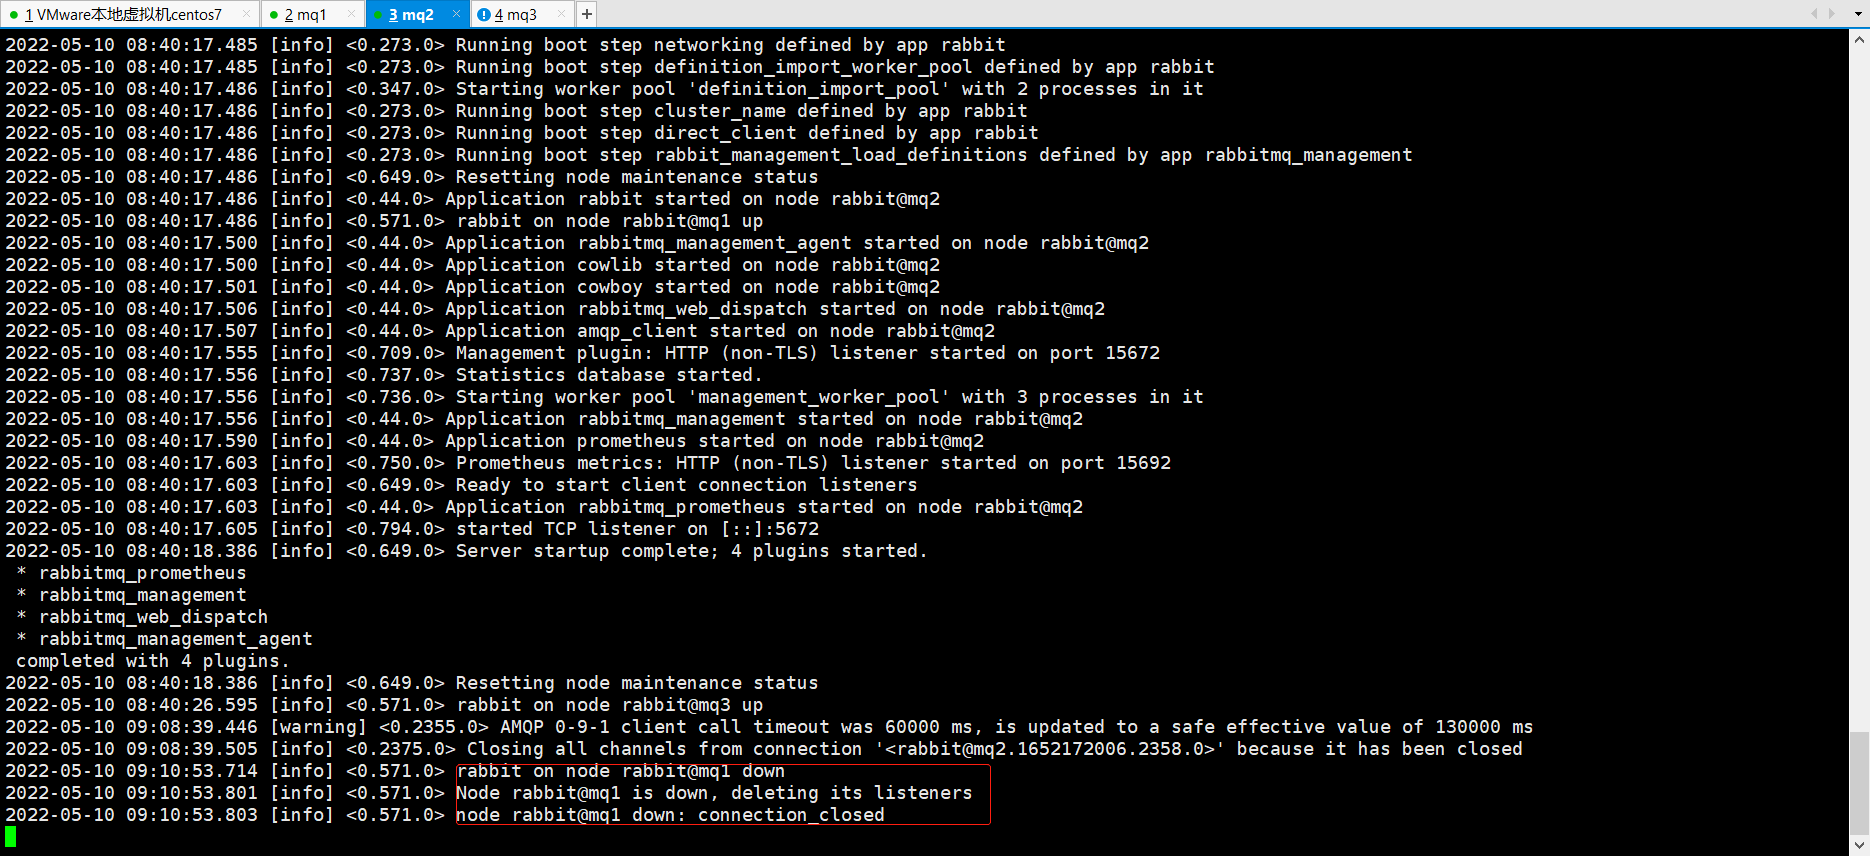 1 VMware本地虚拟机centos7 × 2 mq1 × 3 mq2 × 4 mq3 × +
2022-05-10 08:40:17.485 [info] <0.273.0> Running boot step networking defined by app rabbit
2022-05-10 08:40:17.485 [info] <0.273.0> Running boot step definition_import_worker_pool defined by app rabbit
2022-05-10 08:40:17.486 [info] <0.347.0> Starting worker pool 'definition_import_pool' with 2 processes in it
2022-05-10 08:40:17.486 [info] <0.273.0> Running boot step cluster_name defined by app rabbit
2022-05-10 08:40:17.486 [info] <0.273.0> Running boot step direct_client defined by app rabbit
2022-05-10 08:40:17.486 [info] <0.273.0> Running boot step rabbit_management_load_definitions defined by app rabbitmq_management
2022-05-10 08:40:17.486 [info] <0.649.0> Resetting node maintenance status
2022-05-10 08:40:17.486 [info] <0.44.0> Application rabbit started on node rabbit@mq2
2022-05-10 08:40:17.486 [info] <0.571.0> rabbit on node rabbit@mq1 up
2022-05-10 08:40:17.500 [info] <0.44.0> Application rabbitmq_management_agent started on node rabbit@mq2
2022-05-10 08:40:17.500 [info] <0.44.0> Application cowlib started on node rabbit@mq2
2022-05-10 08:40:17.501 [info] <0.44.0> Application cowboy started on node rabbit@mq2
2022-05-10 08:40:17.506 [info] <0.44.0> Application rabbitmq_web_dispatch started on node rabbit@mq2
2022-05-10 08:40:17.507 [info] <0.44.0> Application amqp_client started on node rabbit@mq2
2022-05-10 08:40:17.555 [info] <0.709.0> Management plugin: HTTP (non-TLS) listener started on port 15672
2022-05-10 08:40:17.556 [info] <0.737.0> Statistics database started.
2022-05-10 08:40:17.556 [info] <0.736.0> Starting worker pool 'management_worker_pool' with 3 processes in it
2022-05-10 08:40:17.556 [info] <0.44.0> Application rabbitmq_management started on node rabbit@mq2
2022-05-10 08:40:17.590 [info] <0.44.0> Application prometheus started on node rabbit@mq2
2022-05-10 08:40:17.603 [info] <0.750.0> Prometheus metrics: HTTP (non-TLS) listener started on port 15692
2022-05-10 08:40:17.603 [info] <0.649.0> Ready to start client connection listeners
2022-05-10 08:40:17.603 [info] <0.44.0> Application rabbitmq_prometheus started on node rabbit@mq2
2022-05-10 08:40:17.605 [info] <0.794.0> started TCP listener on [::]:5672
2022-05-10 08:40:18.386 [info] <0.649.0> Server startup complete; 4 plugins started.
* rabbitmq_prometheus
* rabbitmq_management
* rabbitmq_web_dispatch
* rabbitmq_management_agent
completed with 4 plugins.
2022-05-10 08:40:18.386 [info] <0.649.0> Resetting node maintenance status
2022-05-10 08:40:26.595 [info] <0.571.0> rabbit on node rabbit@mq3 up
2022-05-10 09:08:39.446 [warning] <0.2355.0> AMQP 0-9-1 client call timeout was 60000 ms, is updated to a safe effective value of 130000 ms
2022-05-10 09:08:39.505 [info] <0.2375.0> Closing all channels from connection '<rabbit@mq2.1652172006.2358.0>' because it has been closed
2022-05-10 09:10:53.714 [info] <0.571.0> rabbit on node rabbit@mq1 down
2022-05-10 09:10:53.801 [info] <0.571.0> Node rabbit@mq1 is down, deleting its listeners
2022-05-10 09:10:53.803 [info] <0.571.0> node rabbit@mq1 down: connection_closed